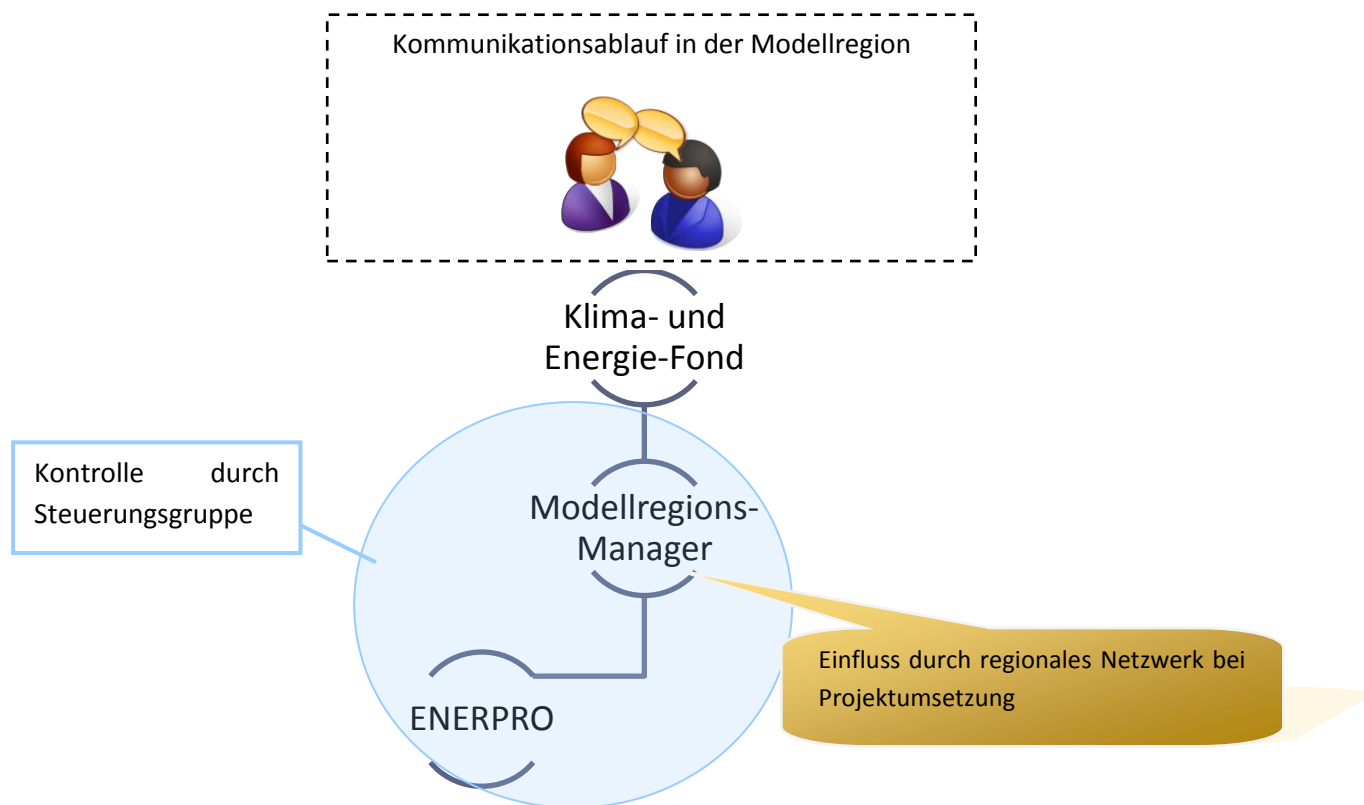 Kommunikationsablauf in der Modellregion
Klima- und
Energie-Fond
Kontrolle durch
Steuerungsgruppe
Modellregions-
Manager
Einfluss durch regionales Netzwerk bei
Projektumsetzung
ENERPRO